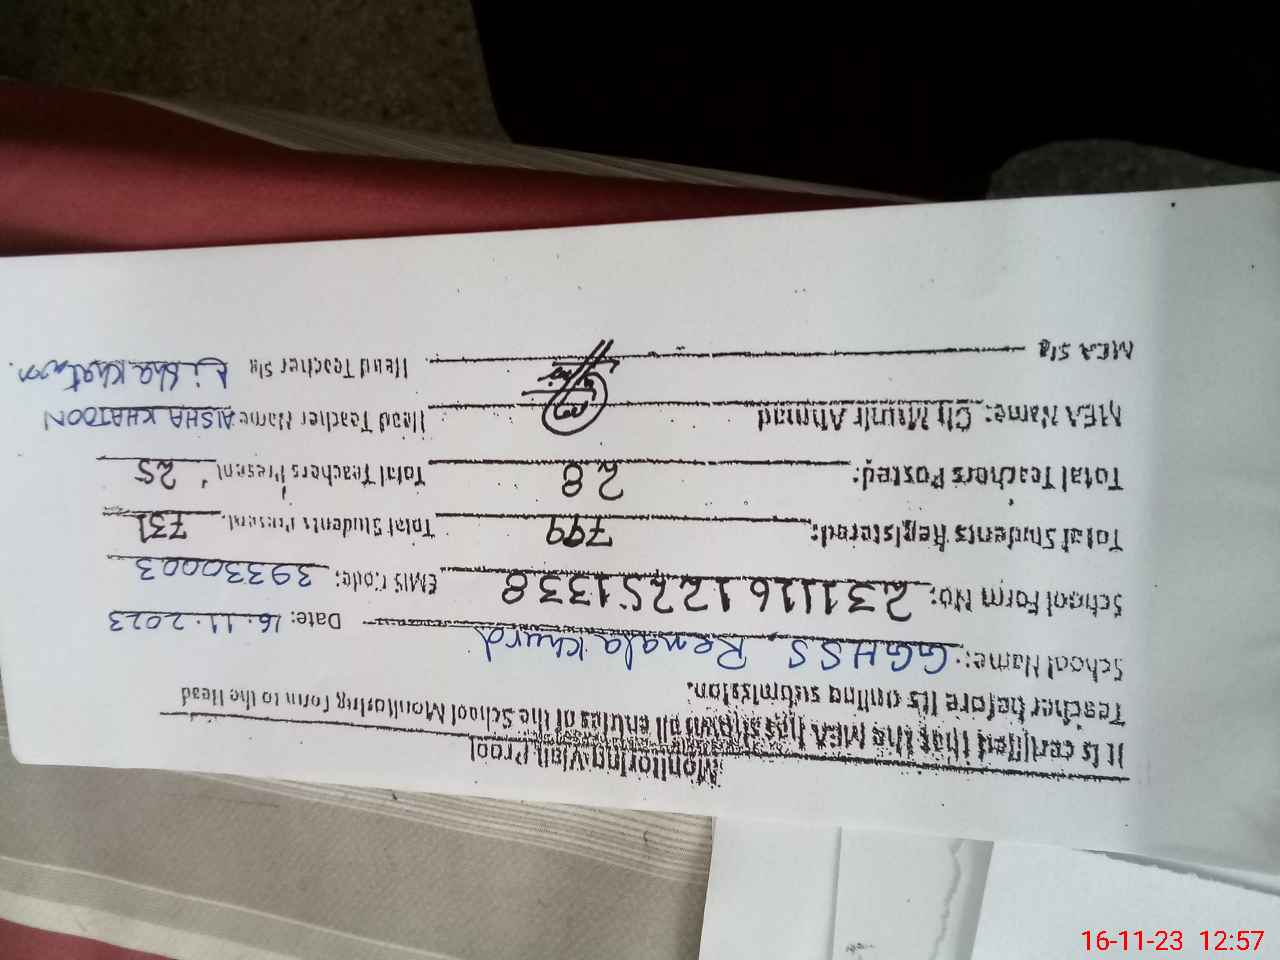 Monitoring Visit Proof
It is certified that the MEA has shown all entries of the School Monitoring Form to the Head
Teacher before its online submission.
School Name: GGHSS Renala Khurd Date: 16.11.2023
School Form No: 231116122S1338 EMIS Code: 39330003
Total Students Registered: 799 Total Students Present. 731
Total Teachers Posted: 28 Total Teachers Present 25
MEA Name: Ch Munir Ahmad Head Teacher Name AISHA KHATOON
MEA Sig Head Teacher Sig Aisha Khatoon.
16-11-23 12:57